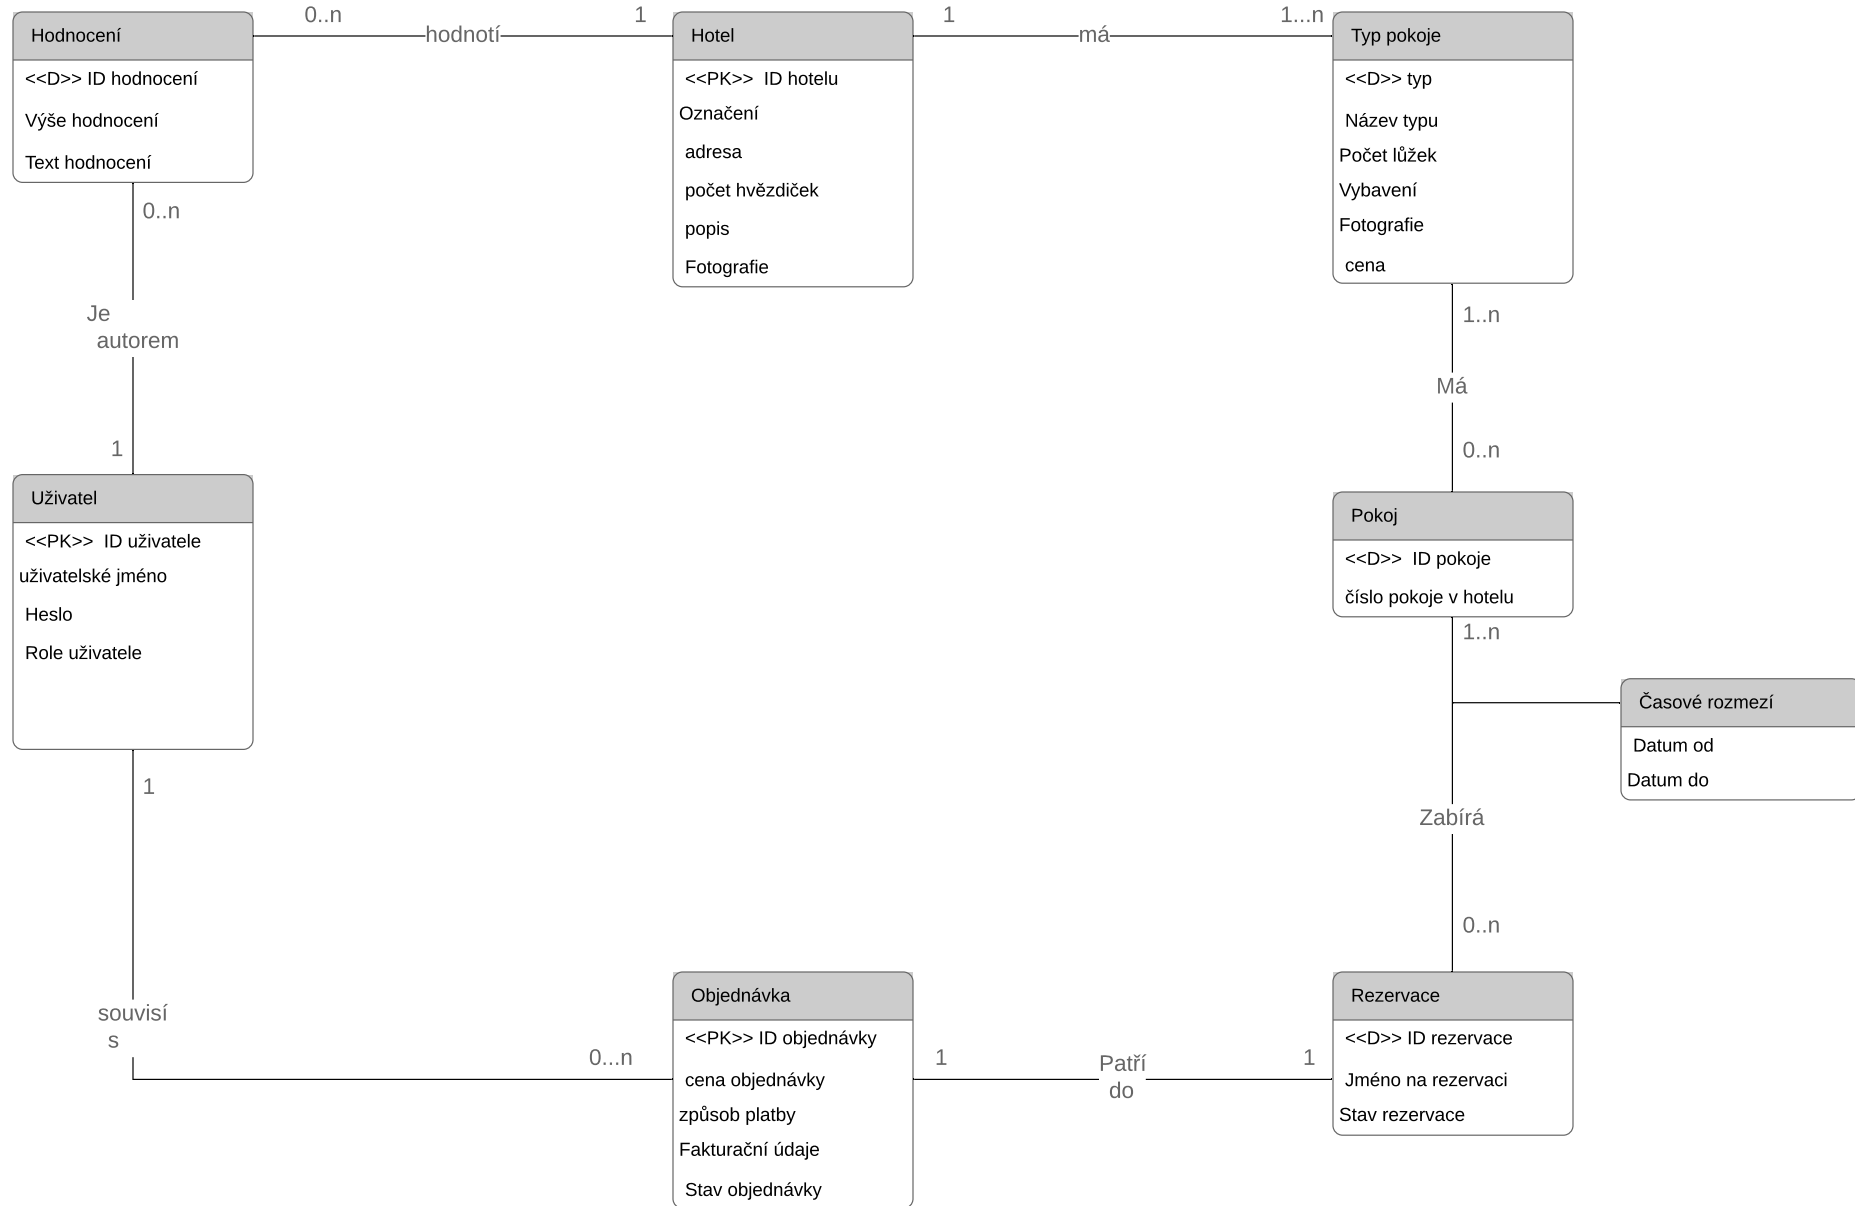 0..n
1
1
1...n
Hodnocení
hodnotí
Hotel
má
Typ pokoje
<<D>> ID hodnocení
Výše hodnocení
Text hodnocení
<<PK>>  ID hotelu
Označení
adresa
počet hvězdiček
popis
Fotografie
<<D>> typ
Název typu
Počet lůžek
Vybavení
Fotografie
cena
0..n
Je
autorem
1
1..n
Má
0..n
Uživatel
<<PK>>  ID uživatele
uživatelské jméno
Heslo
Role uživatele
Pokoj
<<D>>  ID pokoje
číslo pokoje v hotelu
1..n
Časové rozmezí
Datum od
Datum do
1
Zabírá
0..n
souvisí
s
0...n
Objednávka
<<PK>> ID objednávky
cena objednávky
způsob platby
Fakturační údaje
Stav objednávky
1
Patří
do
1
Rezervace
<<D>> ID rezervace
Jméno na rezervaci
Stav rezervace